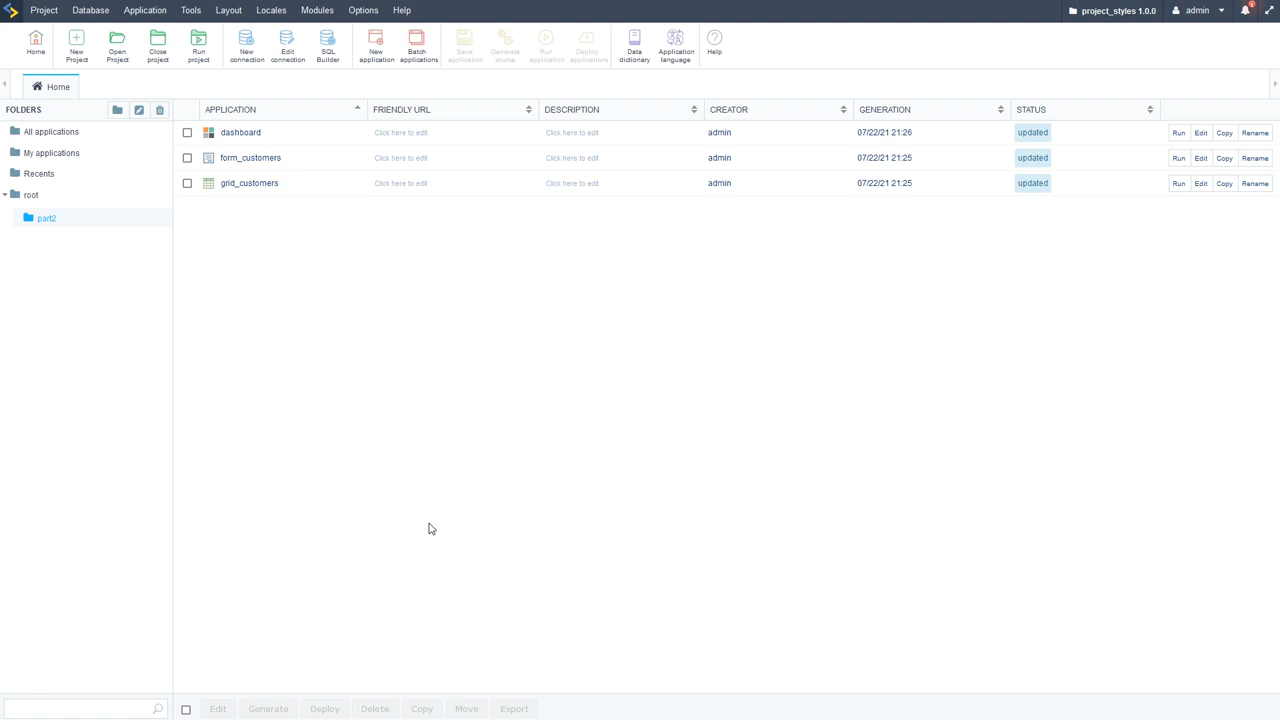 Project Database Application Tools Layout Locales Modules Options Help project_styles 1.0.0 admin
Home New Project Open Project Close project Run project New connection Edit connection SQL Builder New application Batch applications Save application Generate source Run application Deploy applications Data dictionary Application language Help
Home
FOLDERS APPLICATION FRIENDLY URL DESCRIPTION CREATOR GENERATION STATUS
All applications
My applications
Recents
root
part2
dashboard Click here to edit Click here to edit admin 07/22/21 21:26 updated Run Edit Copy Rename
form_customers Click here to edit Click here to edit admin 07/22/21 21:25 updated Run Edit Copy Rename
grid_customers Click here to edit Click here to edit admin 07/22/21 21:25 updated Run Edit Copy Rename
Edit Generate Deploy Delete Copy Move Export